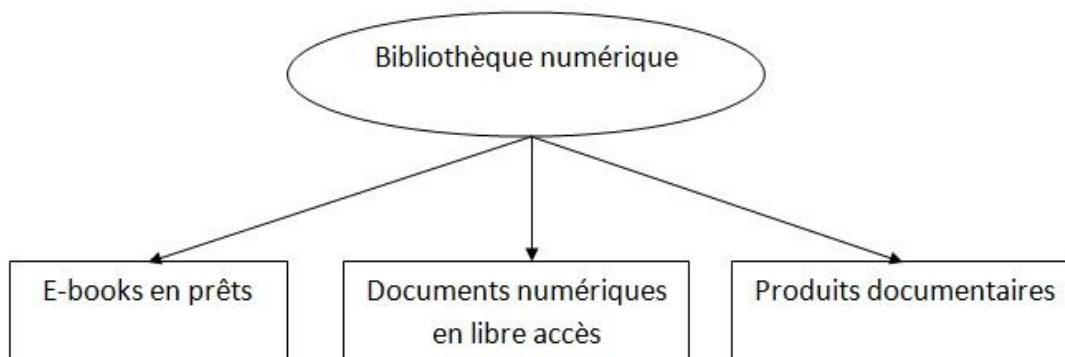 Bibliothèque numérique
E-books en prêts
Documents numériques
en libre accès
Produits documentaires